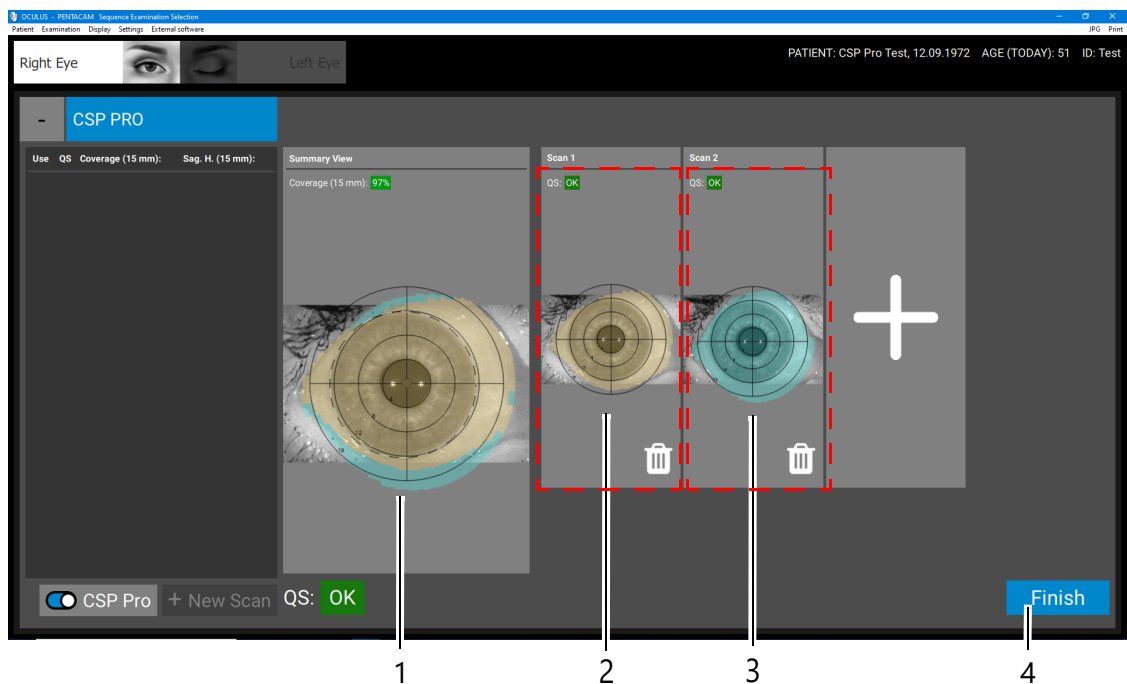 OCULUS - PENTACAM Sequence Examination Selection
Patient Examination Display Settings External software JPG Print
Right Eye Left Eye PATIENT: CSP Pro Test, 12.09.1972 AGE (TODAY): 51 ID: Test
- CSP PRO
Use QS Coverage (15 mm): Sag. H. (15 mm): Summary View Scan 1 Scan 2
Coverage (15 mm): 97% QS: OK QS: OK
CSP Pro + New Scan QS: OK Finish
1 2 3 4